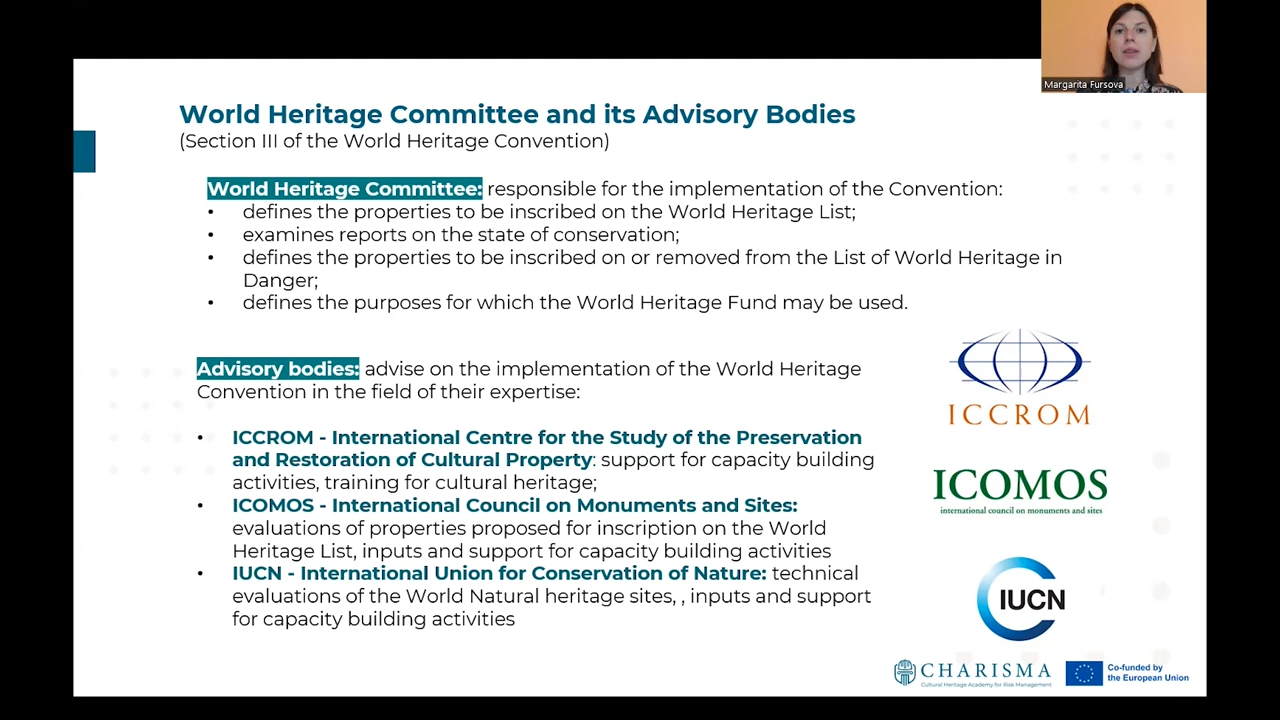 Margarita Fursova
World Heritage Committee and its Advisory Bodies
(Section III of the World Heritage Convention)
World Heritage Committee: responsible for the implementation of the Convention:
• defines the properties to be inscribed on the World Heritage List;
• examines reports on the state of conservation;
• defines the properties to be inscribed on or removed from the List of World Heritage in
Danger;
• defines the purposes for which the World Heritage Fund may be used.
Advisory bodies: advise on the implementation of the World Heritage
Convention in the field of their expertise:
• ICCROM - International Centre for the Study of the Preservation
and Restoration of Cultural Property: support for capacity building
activities, training for cultural heritage;
• ICOMOS - International Council on Monuments and Sites:
evaluations of properties proposed for inscription on the World
Heritage List, inputs and support for capacity building activities
• IUCN - International Union for Conservation of Nature: technical
evaluations of the World Natural heritage sites, , inputs and support
for capacity building activities
ICCROM
ICOMOS
international council on monuments and sites
IUCN
CHARISMA
Cultural Heritage Academy for Risk Management
Co-funded by
the European Union